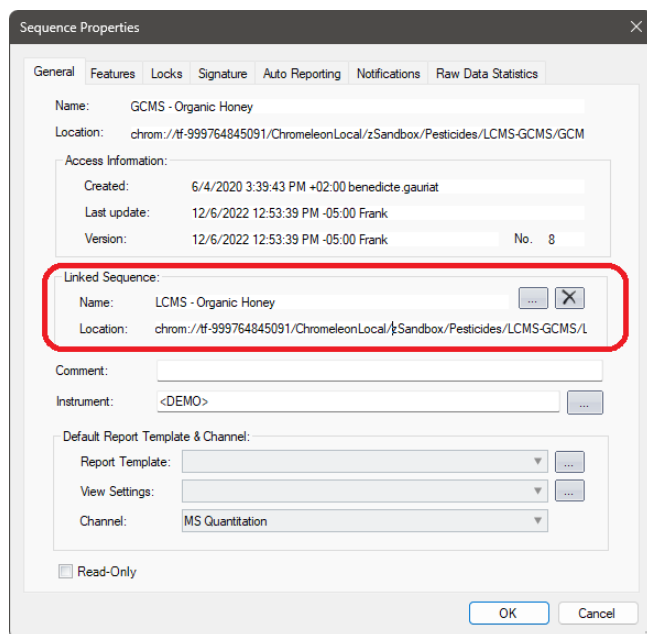 Sequence Properties
General Features Locks Signature Auto Reporting Notifications Raw Data Statistics
Name: GCMS - Organic Honey
Location: chrom://tf-999764845091/ChromeleonLocal/zSandbox/Pesticides/LCMS-GCMS/GCM
Access Information:
Created: 6/4/2020 3:39:43 PM +02:00 benedicte.gauriat
Last update: 12/6/2022 12:53:39 PM -05:00 Frank
Version: 12/6/2022 12:53:39 PM -05:00 Frank No. 8
Linked Sequence:
Name: LCMS - Organic Honey ...
Location: chrom://tf-999764845091/ChromeleonLocal/zSandbox/Pesticides/LCMS-GCMS/L
Comment:
Instrument: <DEMO> ...
Default Report Template & Channel:
Report Template: ...
View Settings: ...
Channel: MS Quantitation
Read-Only
OK Cancel